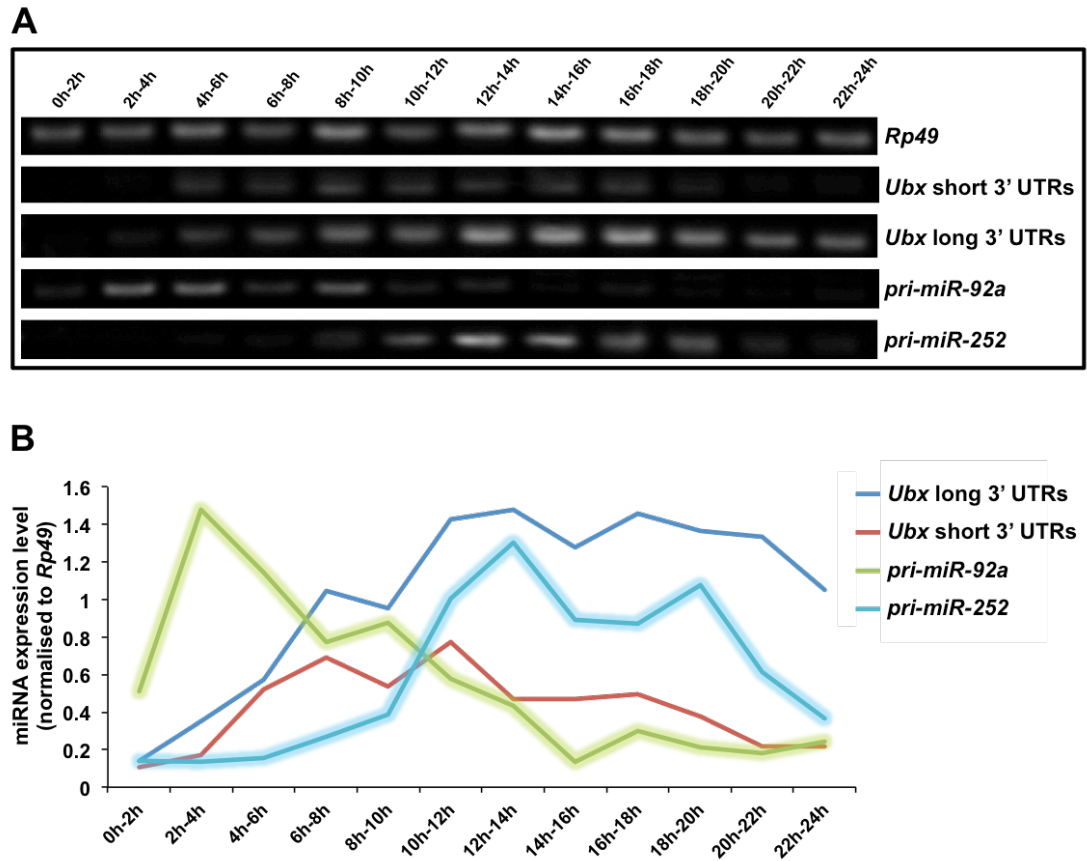 A
0h-2h 2h-4h 4h-6h 6h-8h 8h-10h 10h-12h 12h-14h 14h-16h 16h-18h 18h-20h 20h-22h 22h-24h
Rp49
Ubx short 3’ UTRs
Ubx long 3’ UTRs
pri-miR-92a
pri-miR-252
B
miRNA expression level
(normalised to Rp49)
1.6
1.4
1.2
1
0.8
0.6
0.4
0.2
0
0h-2h 2h-4h 4h-6h 6h-8h 8h-10h 10h-12h 12h-14h 14h-16h 16h-18h 18h-20h 20h-22h 22h-24h
Ubx long 3’ UTRs
Ubx short 3’ UTRs
pri-miR-92a
pri-miR-252